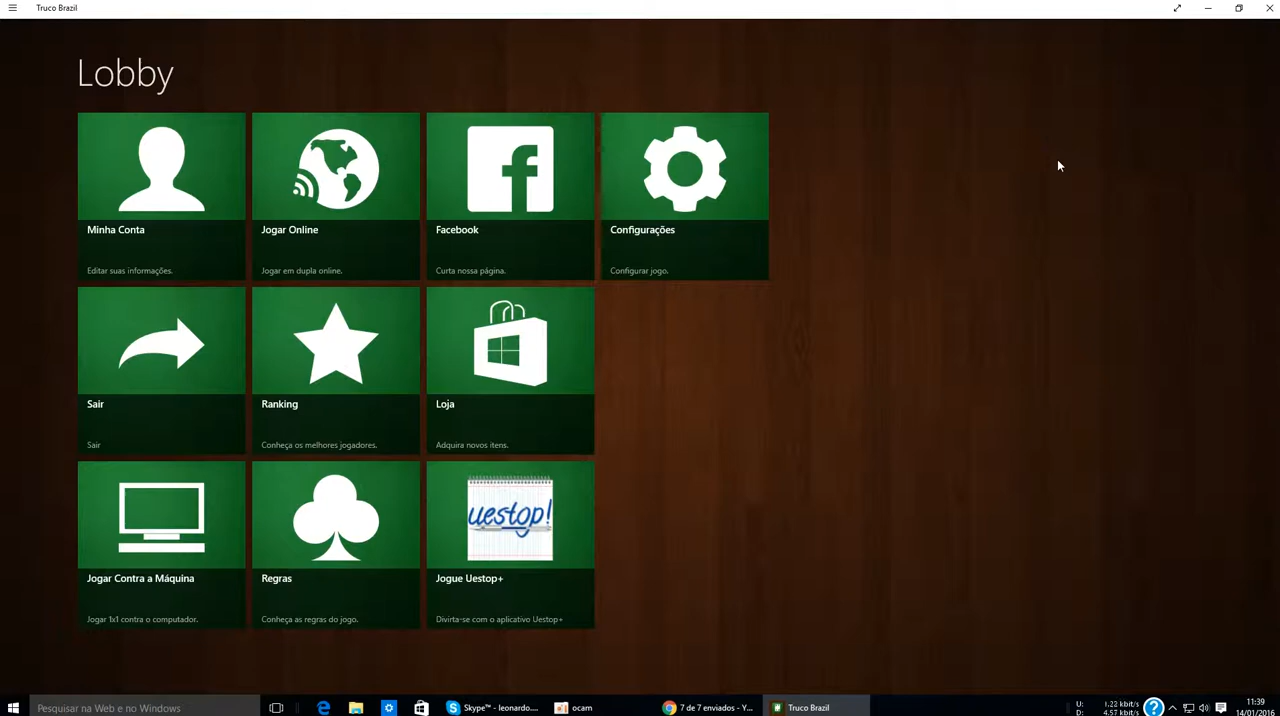 Truco Brazil
Lobby
Minha Conta
Editar suas informações.
Jogar Online
Jogar em dupla online.
Facebook
Curta nossa página.
Configurações
Configurar jogo.
Sair
Sair
Ranking
Conheça os melhores jogadores.
Loja
Adquira novos itens.
Jogar Contra a Máquina
Jogar 1x1 contra o computador.
Regras
Conheça as regras do jogo.
uestop!
Jogue Uestop+
Divirta-se com o aplicativo Uestop+
Pesquisar na Web e no Windows
Skype™ - leonardo....
ocam
7 de 7 enviados - Y...
Truco Brazil
U: 1.22 kbit/s
D: 4.57 kbit/s
11:39
14/01/2016